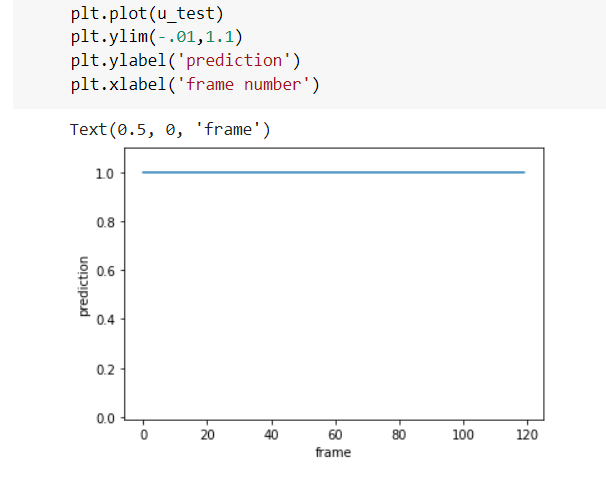 plt.plot(u_test)
plt.ylim(-.01,1.1)
plt.ylabel('prediction')
plt.xlabel('frame number')
Text(0.5, 0, 'frame')
1.0
0.8
0.6
0.4
0.2
0.0
prediction
0 20 40 60 80 100 120
frame